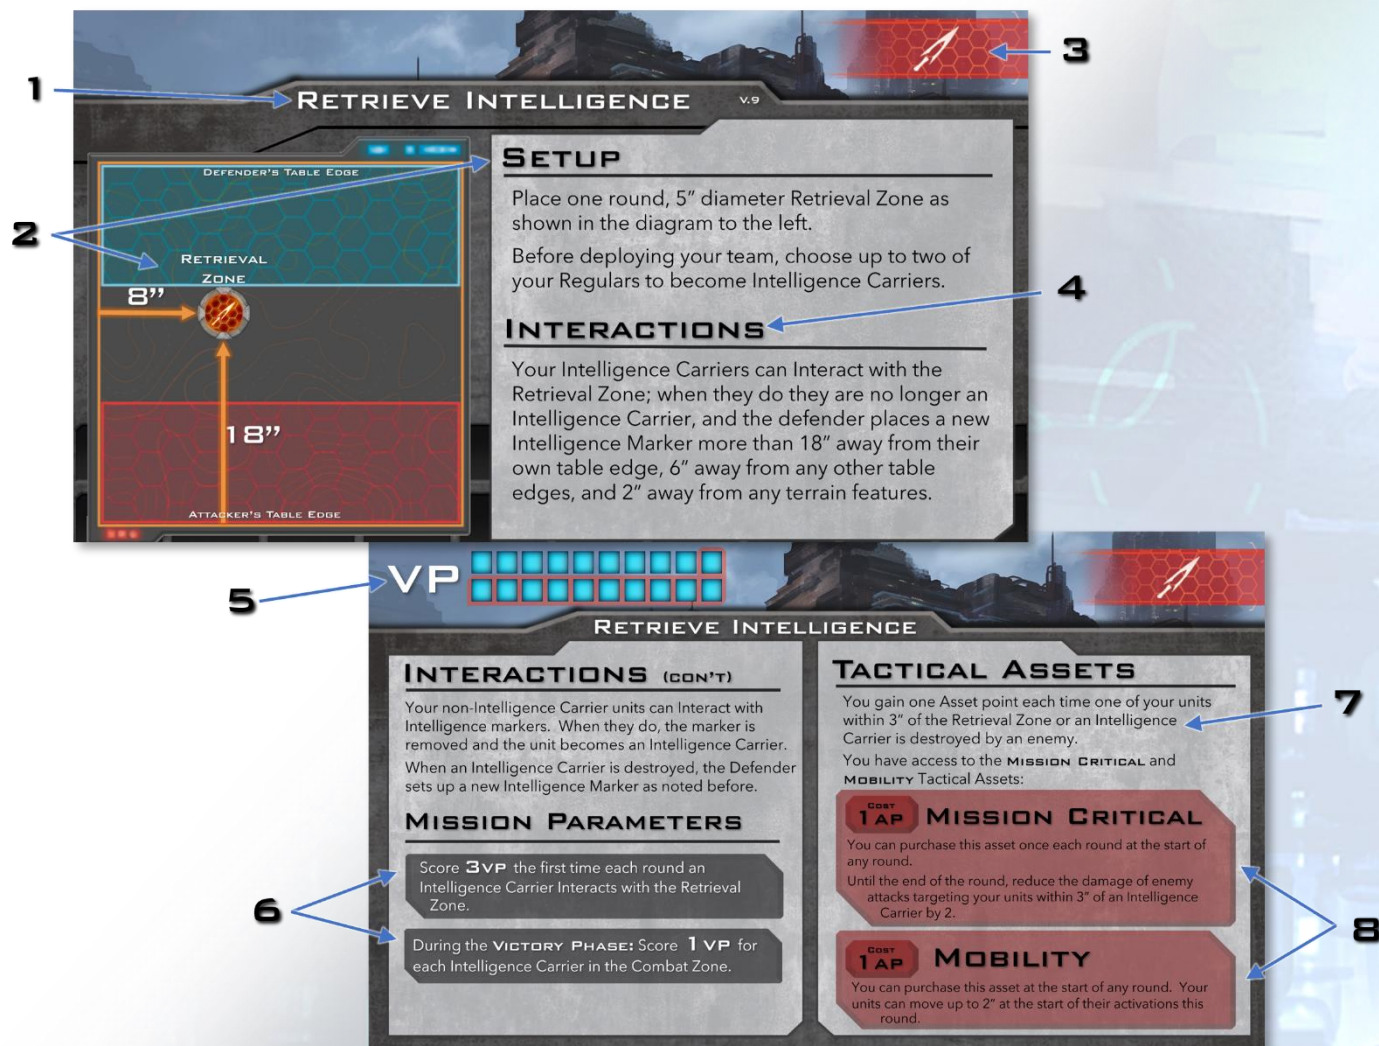 3
1
RETRIEVE INTELLIGENCE
V.9
SETUP
DEFENDER'S TABLE EDGE
Place one round, 5" diameter Retrieval Zone as
shown in the diagram to the left.
2
RETRIEVAL
ZONE
8"
Before deploying your team, choose up to two of
your Regulars to become Intelligence Carriers.
4
INTERACTIONS
Your Intelligence Carriers can Interact with the
Retrieval Zone; when they do they are no longer an
Intelligence Carrier, and the defender places a new
Intelligence Marker more than 18" away from their
own table edge, 6" away from any other table
edges, and 2" away from any terrain features.
18"
ATTACKER'S TABLE EDGE
5
VP
RETRIEVE INTELLIGENCE
INTERACTIONS (CON'T)
Your non-Intelligence Carrier units can Interact with
Intelligence markers. When they do, the marker is
removed and the unit becomes an Intelligence Carrier.
When an Intelligence Carrier is destroyed, the Defender
sets up a new Intelligence Marker as noted before.
MISSION PARAMETERS
6
Score 3VP the first time each round an
Intelligence Carrier Interacts with the Retrieval
Zone.
During the VICTORY PHASE: Score 1 VP for
each Intelligence Carrier in the Combat Zone.
TACTICAL ASSETS
You gain one Asset point each time one of your units
within 3" of the Retrieval Zone or an Intelligence
Carrier is destroyed by an enemy.
7
You have access to the MISSION CRITICAL and
MOBILITY Tactical Assets:
COST
1 AP
MISSION CRITICAL
You can purchase this asset once each round at the start of
any round.
Until the end of the round, reduce the damage of enemy
attacks targeting your units within 3" of an Intelligence
Carrier by 2.
8
COST
1 AP
MOBILITY
You can purchase this asset at the start of any round. Your
units can move up to 2" at the start of their activations this
round.